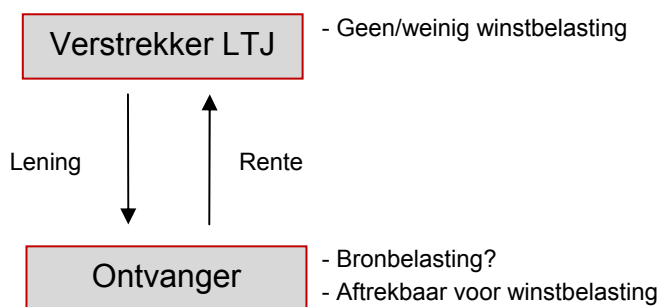 Verstrekker LTJ
- Geen/weinig winstbelasting
Lening
Rente
Ontvanger
- Bronbelasting?
- Aftrekbaar voor winstbelasting